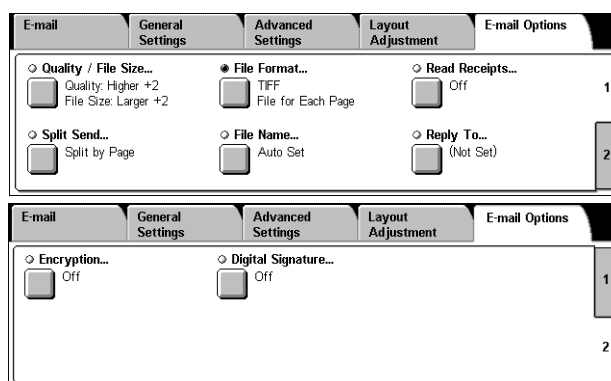 E-mail
General Settings
Advanced Settings
Layout Adjustment
E-mail Options
Quality / File Size...
Quality: Higher +2
File Size: Larger +2
File Format...
TIFF
File for Each Page
Read Receipts...
Off
1
Split Send...
Split by Page
File Name...
Auto Set
Reply To...
(Not Set)
2
E-mail
General Settings
Advanced Settings
Layout Adjustment
E-mail Options
Encryption...
Off
Digital Signature...
Off
1
2